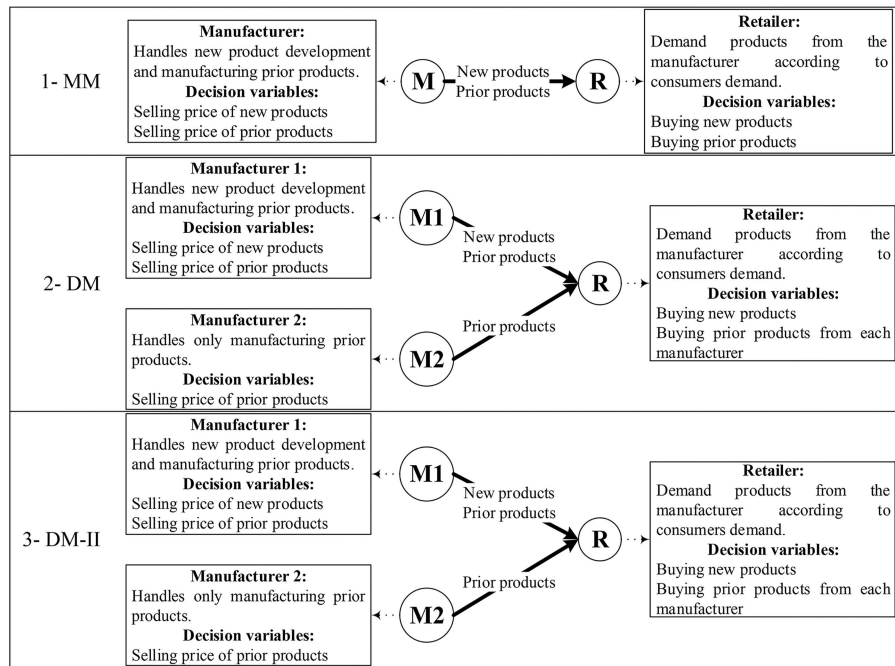 1- MM
Manufacturer:
Handles new product development
and manufacturing prior products.
Decision variables:
Selling price of new products
Selling price of prior products
M
New products
Prior products
R
Retailer:
Demand products from the
manufacturer according to
consumers demand.
Decision variables:
Buying new products
Buying prior products
2- DM
Manufacturer 1:
Handles new product development
and manufacturing prior products.
Decision variables:
Selling price of new products
Selling price of prior products
M1
New products
Prior products
Manufacturer 2:
Handles only manufacturing prior
products.
Decision variables:
Selling price of prior products
M2
Prior products
R
Retailer:
Demand products from the
manufacturer according to
consumers demand.
Decision variables:
Buying new products
Buying prior products from each
manufacturer
3- DM-II
Manufacturer 1:
Handles new product development
and manufacturing prior products.
Decision variables:
Selling price of new products
Selling price of prior products
M1
New products
Prior products
Manufacturer 2:
Handles only manufacturing prior
products.
Decision variables:
Selling price of prior products
M2
Prior products
R
Retailer:
Demand products from the
manufacturer according to
consumers demand.
Decision variables:
Buying new products
Buying prior products from each
manufacturer